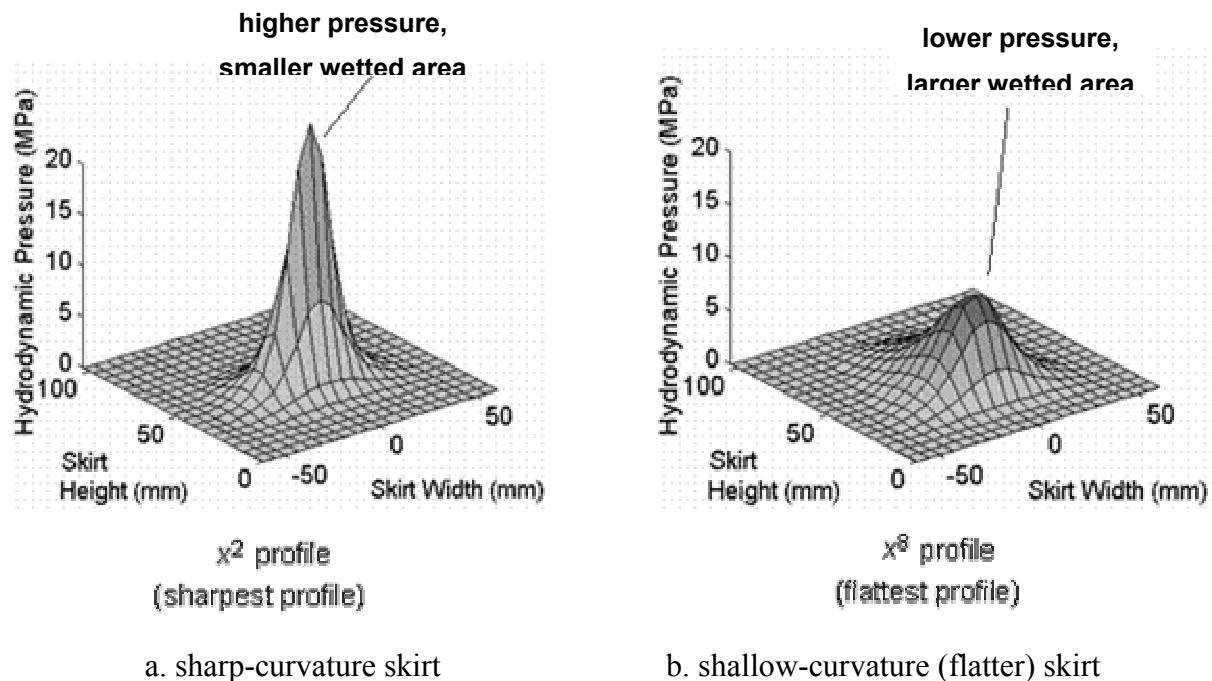 higher pressure,
smaller wetted area
Hydrodynamic Pressure (MPa)
20
15
10
5
0
100
50
0
Skirt
Height (mm)
-50
0
50
Skirt Width (mm)
x² profile
(sharpest profile)
a. sharp-curvature skirt
lower pressure,
larger wetted area
Hydrodynamic Pressure (MPa)
20
15
10
5
0
100
50
0
Skirt
Height (mm)
-50
0
50
Skirt Width (mm)
x⁸ profile
(flattest profile)
b. shallow-curvature (flatter) skirt